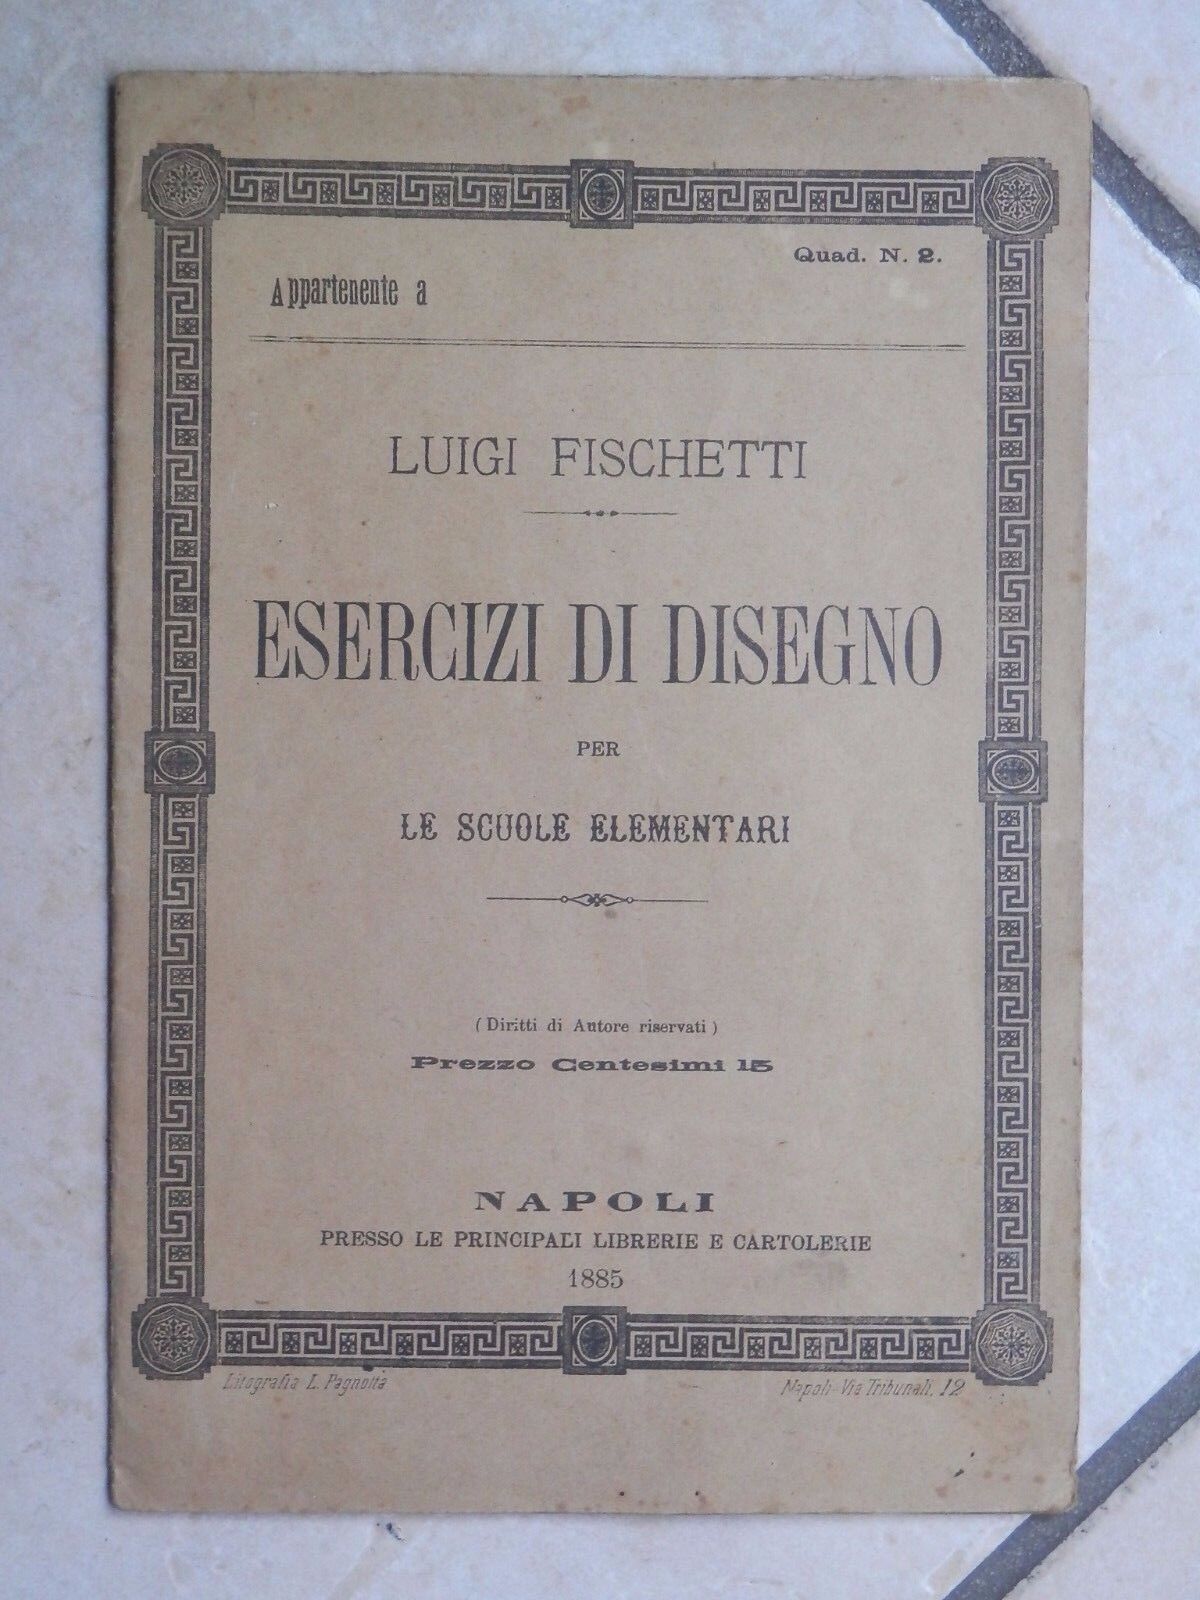 Quad. N. 2.
Appartenente a
LUIGI FISCHETTI
ESERCIZI DI DISEGNO
PER
LE SCUOLE ELEMENTARI
(Diritti di Autore riservati)
Prezzo Centesimi 15
NAPOLI
PRESSO LE PRINCIPALI LIBRERIE E CARTOLERIE
1885
Litografia L. Pagnotta
Napoli-Via Tribunali, 12